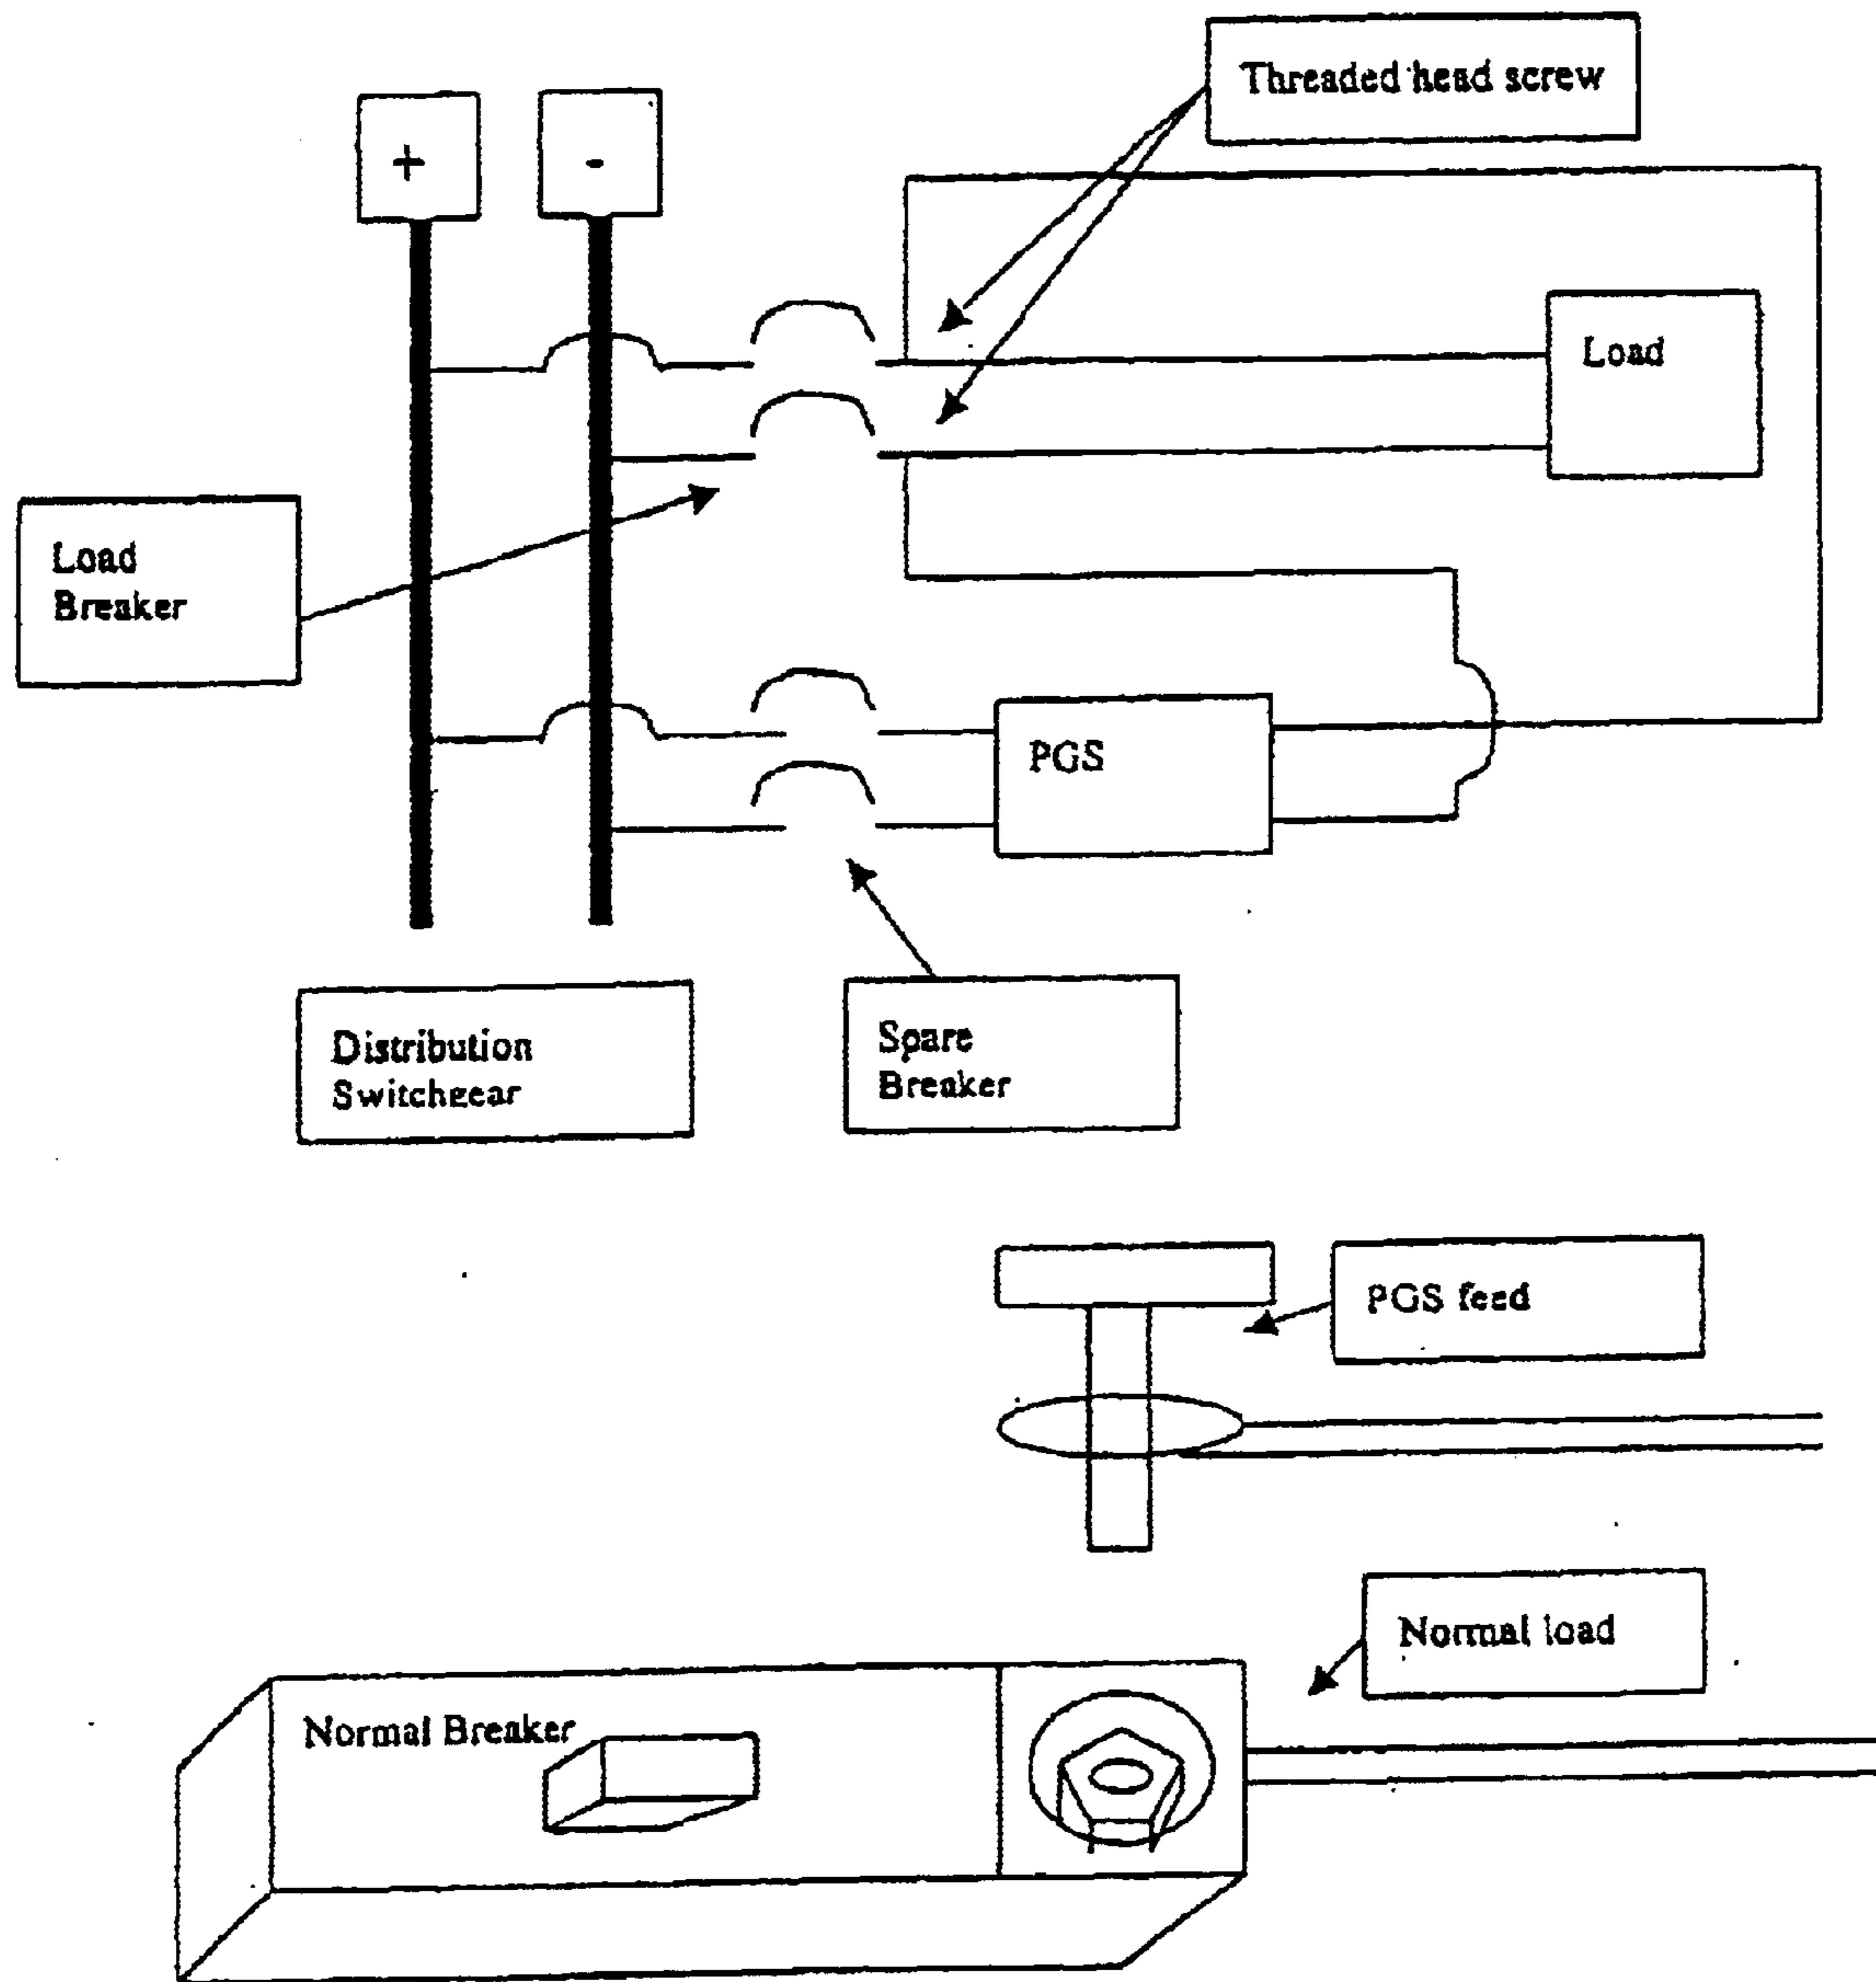 Threaded head screw
+
-
Load
Load
Breaker
PGS
Distribution
Switchgear
Spare
Breaker
PGS feed
Normal load
Normal Breaker